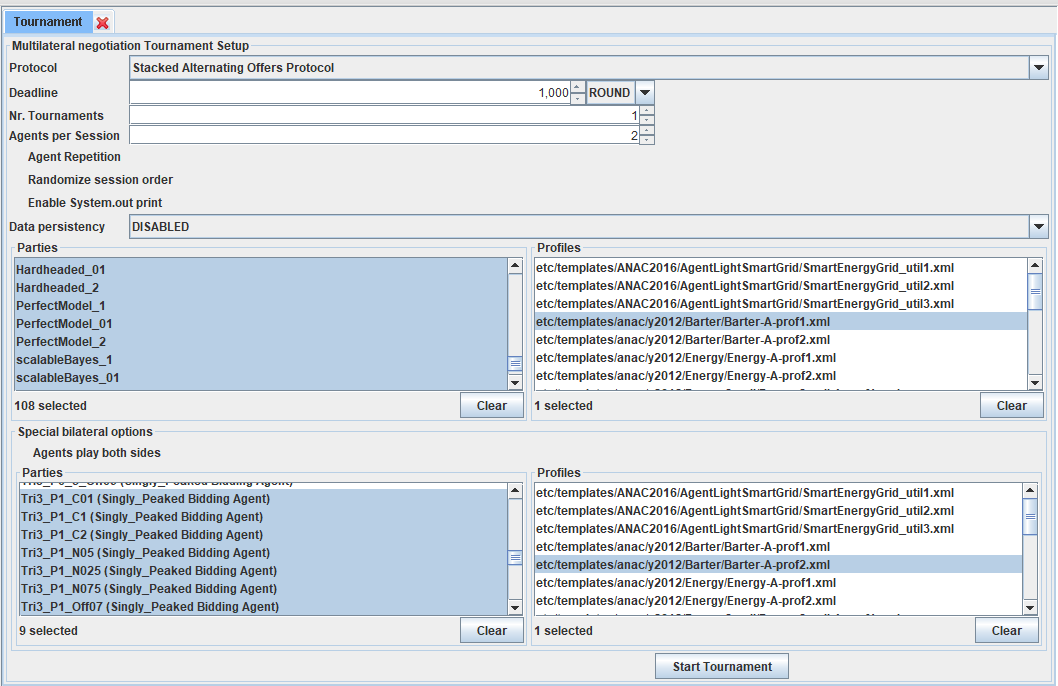 Tournament
Multilateral negotiation Tournament Setup
Protocol Stacked Alternating Offers Protocol
Deadline 1,000 ROUND
Nr. Tournaments 1
Agents per Session 2
Agent Repetition
Randomize session order
Enable System.out print
Data persistency DISABLED
Parties
Hardheaded_01
Hardheaded_2
PerfectModel_1
PerfectModel_01
PerfectModel_2
scalableBayes_1
scalableBayes_01
108 selected Clear
Profiles
etc/templates/ANAC2016/AgentLightSmartGrid/SmartEnergyGrid_util1.xml
etc/templates/ANAC2016/AgentLightSmartGrid/SmartEnergyGrid_util2.xml
etc/templates/ANAC2016/AgentLightSmartGrid/SmartEnergyGrid_util3.xml
etc/templates/anac/y2012/Barter/Barter-A-prof1.xml
etc/templates/anac/y2012/Barter/Barter-A-prof2.xml
etc/templates/anac/y2012/Energy/Energy-A-prof1.xml
etc/templates/anac/y2012/Energy/Energy-A-prof2.xml
1 selected Clear
Special bilateral options
Agents play both sides
Parties
(Singly_Peaked Bidding Agent)
Tri3_P1_C01 (Singly_Peaked Bidding Agent)
Tri3_P1_C1 (Singly_Peaked Bidding Agent)
Tri3_P1_C2 (Singly_Peaked Bidding Agent)
Tri3_P1_N05 (Singly_Peaked Bidding Agent)
Tri3_P1_N025 (Singly_Peaked Bidding Agent)
Tri3_P1_N075 (Singly_Peaked Bidding Agent)
Tri3_P1_Off07 (Singly_Peaked Bidding Agent)
9 selected Clear
Profiles
etc/templates/ANAC2016/AgentLightSmartGrid/SmartEnergyGrid_util1.xml
etc/templates/ANAC2016/AgentLightSmartGrid/SmartEnergyGrid_util2.xml
etc/templates/ANAC2016/AgentLightSmartGrid/SmartEnergyGrid_util3.xml
etc/templates/anac/y2012/Barter/Barter-A-prof1.xml
etc/templates/anac/y2012/Barter/Barter-A-prof2.xml
etc/templates/anac/y2012/Energy/Energy-A-prof1.xml
etc/templates/anac/y2012/Energy/Energy-A-prof2.xml
1 selected Clear
Start Tournament